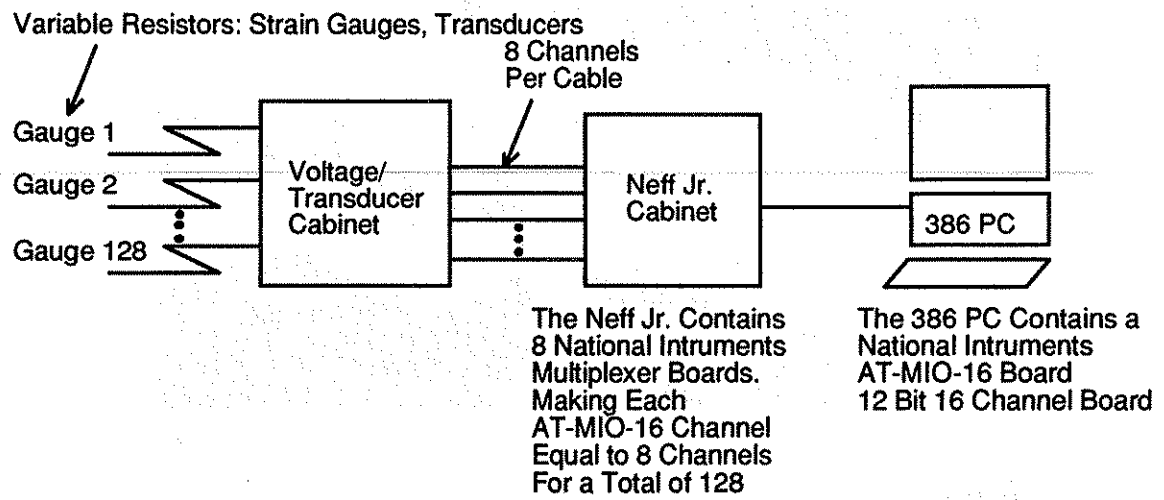 Variable Resistors: Strain Gauges, Transducers
8 Channels
Per Cable
Gauge 1
Gauge 2
Gauge 128
Voltage/
Transducer
Cabinet
Neff Jr.
Cabinet
386 PC
The Neff Jr. Contains
8 National Intruments
Multiplexer Boards.
Making Each
AT-MIO-16 Channel
Equal to 8 Channels
For a Total of 128
The 386 PC Contains a
National Intruments
AT-MIO-16 Board
12 Bit 16 Channel Board